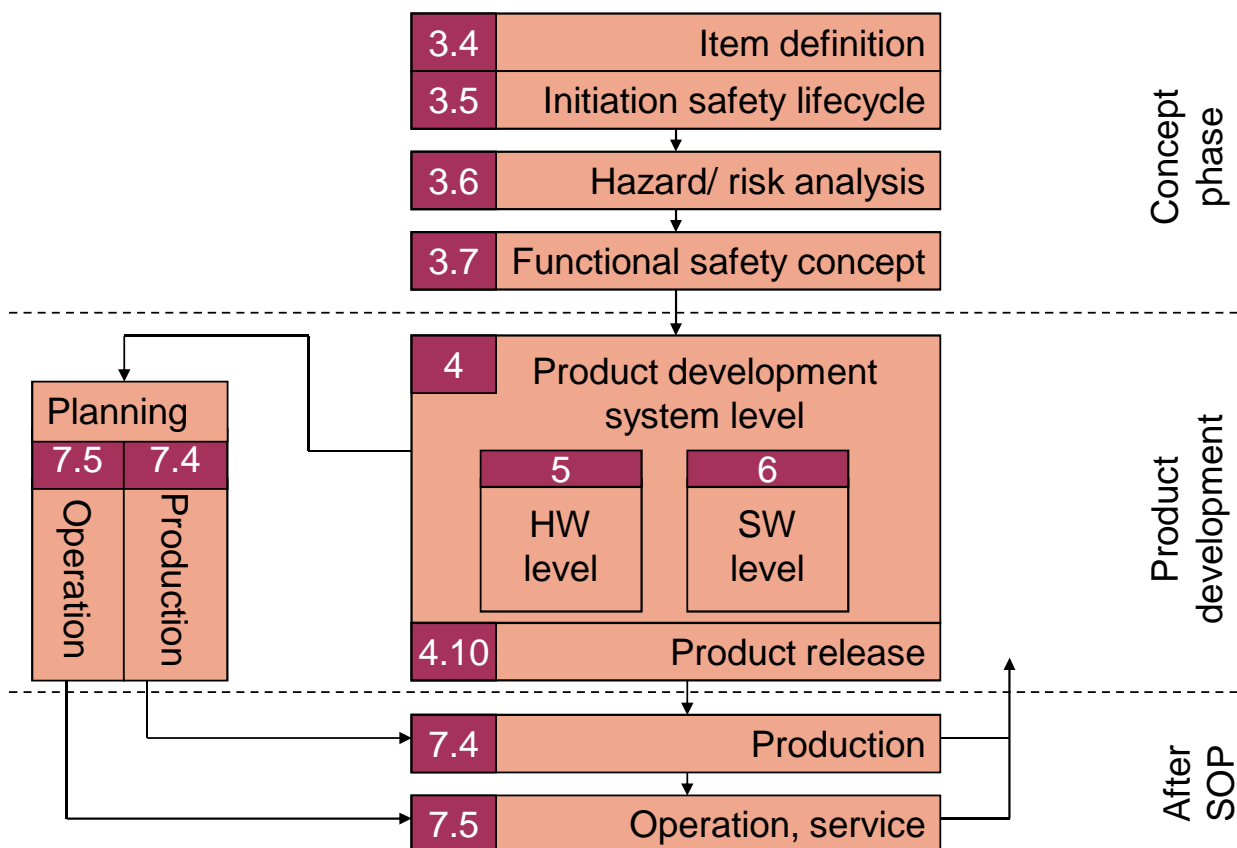 3.4 Item definition
3.5 Initiation safety lifecycle
3.6 Hazard/ risk analysis
3.7 Functional safety concept
Concept
phase
4 Product development
system level
5
HW
level
6
SW
level
4.10 Product release
Planning
7.5 7.4
Operation
Production
Product
development
7.4 Production
7.5 Operation, service
After
SOP